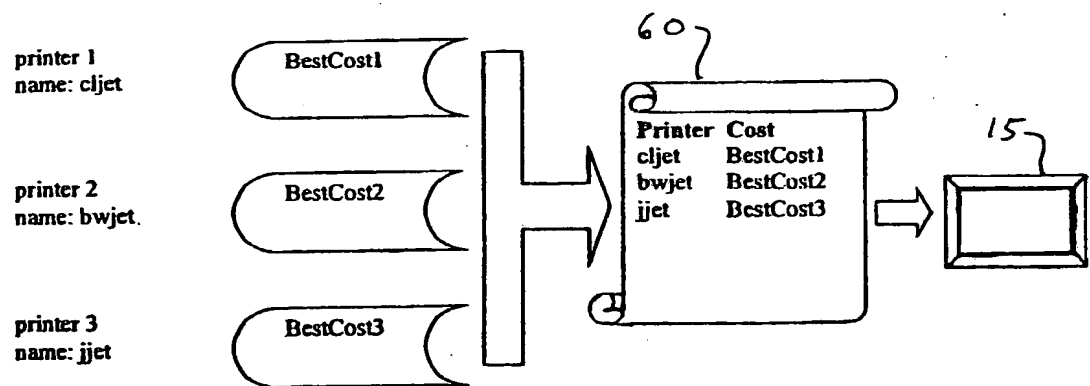 60
15
printer 1
name: cljet
BestCost1
printer 2
name: bwjet.
BestCost2
printer 3
name: jjet
BestCost3
Printer Cost
cljet BestCost1
bwjet BestCost2
jjet BestCost3